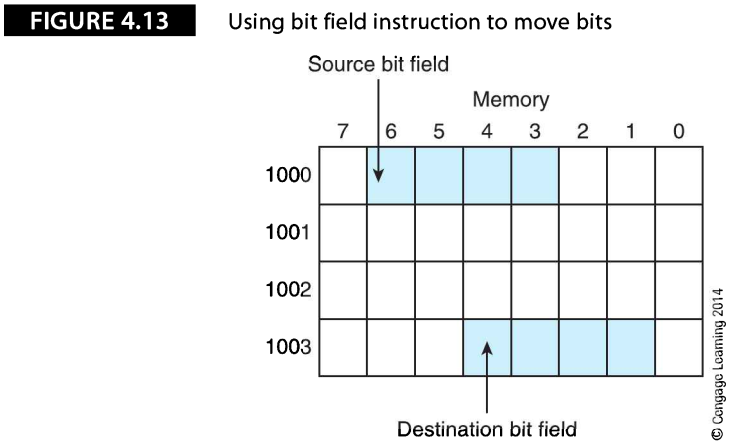 FIGURE 4.13 Using bit field instruction to move bits
Source bit field
Memory
7 6 5 4 3 2 1 0
1000
1001
1002
1003
Destination bit field
© Cengage Learning 2014